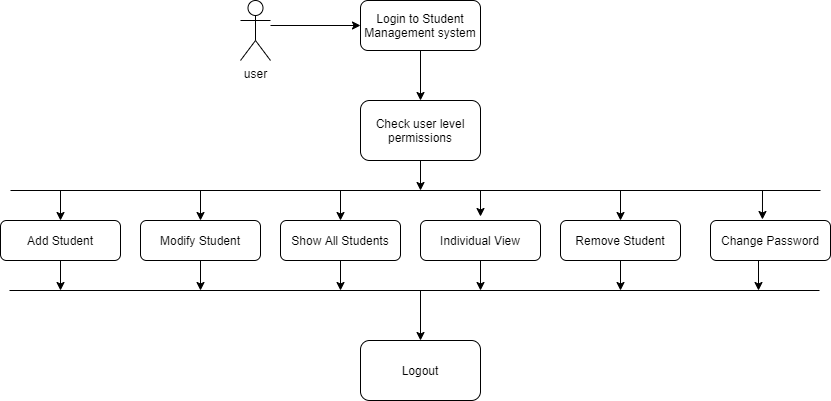 Login to Student
Management system
user
Check user level
permissions
Add Student
Modify Student
Show All Students
Individual View
Remove Student
Change Password
Logout